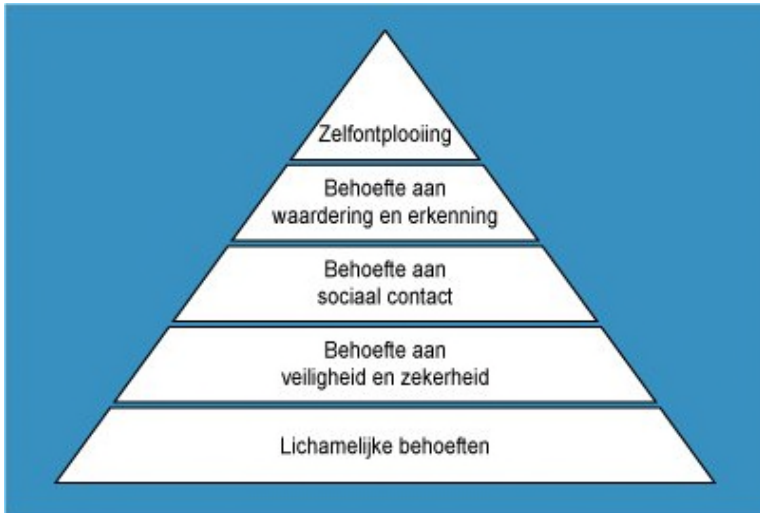 Zelfontplooiing
Behoefte aan
waardering en erkenning
Behoefte aan
sociaal contact
Behoefte aan
veiligheid en zekerheid
Lichamelijke behoeften